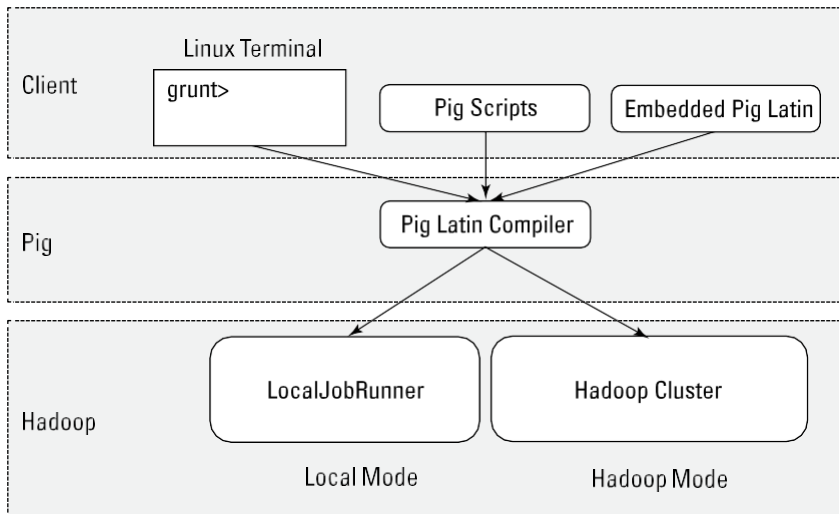 Linux Terminal
Client
grunt>
Pig Scripts
Embedded Pig Latin
Pig Latin Compiler
Pig
LocalJobRunner
Hadoop Cluster
Hadoop
Local Mode
Hadoop Mode